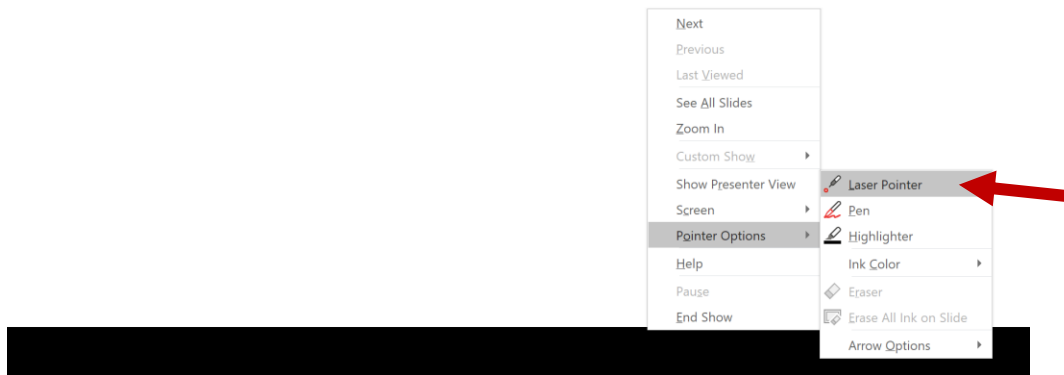 Next
Previous
Last Viewed
See All Slides
Zoom In
Custom Show
Show Presenter View
Screen
Pointer Options
Help
Pause
End Show
Laser Pointer
Pen
Highlighter
Ink Color
Eraser
Erase All Ink on Slide
Arrow Options